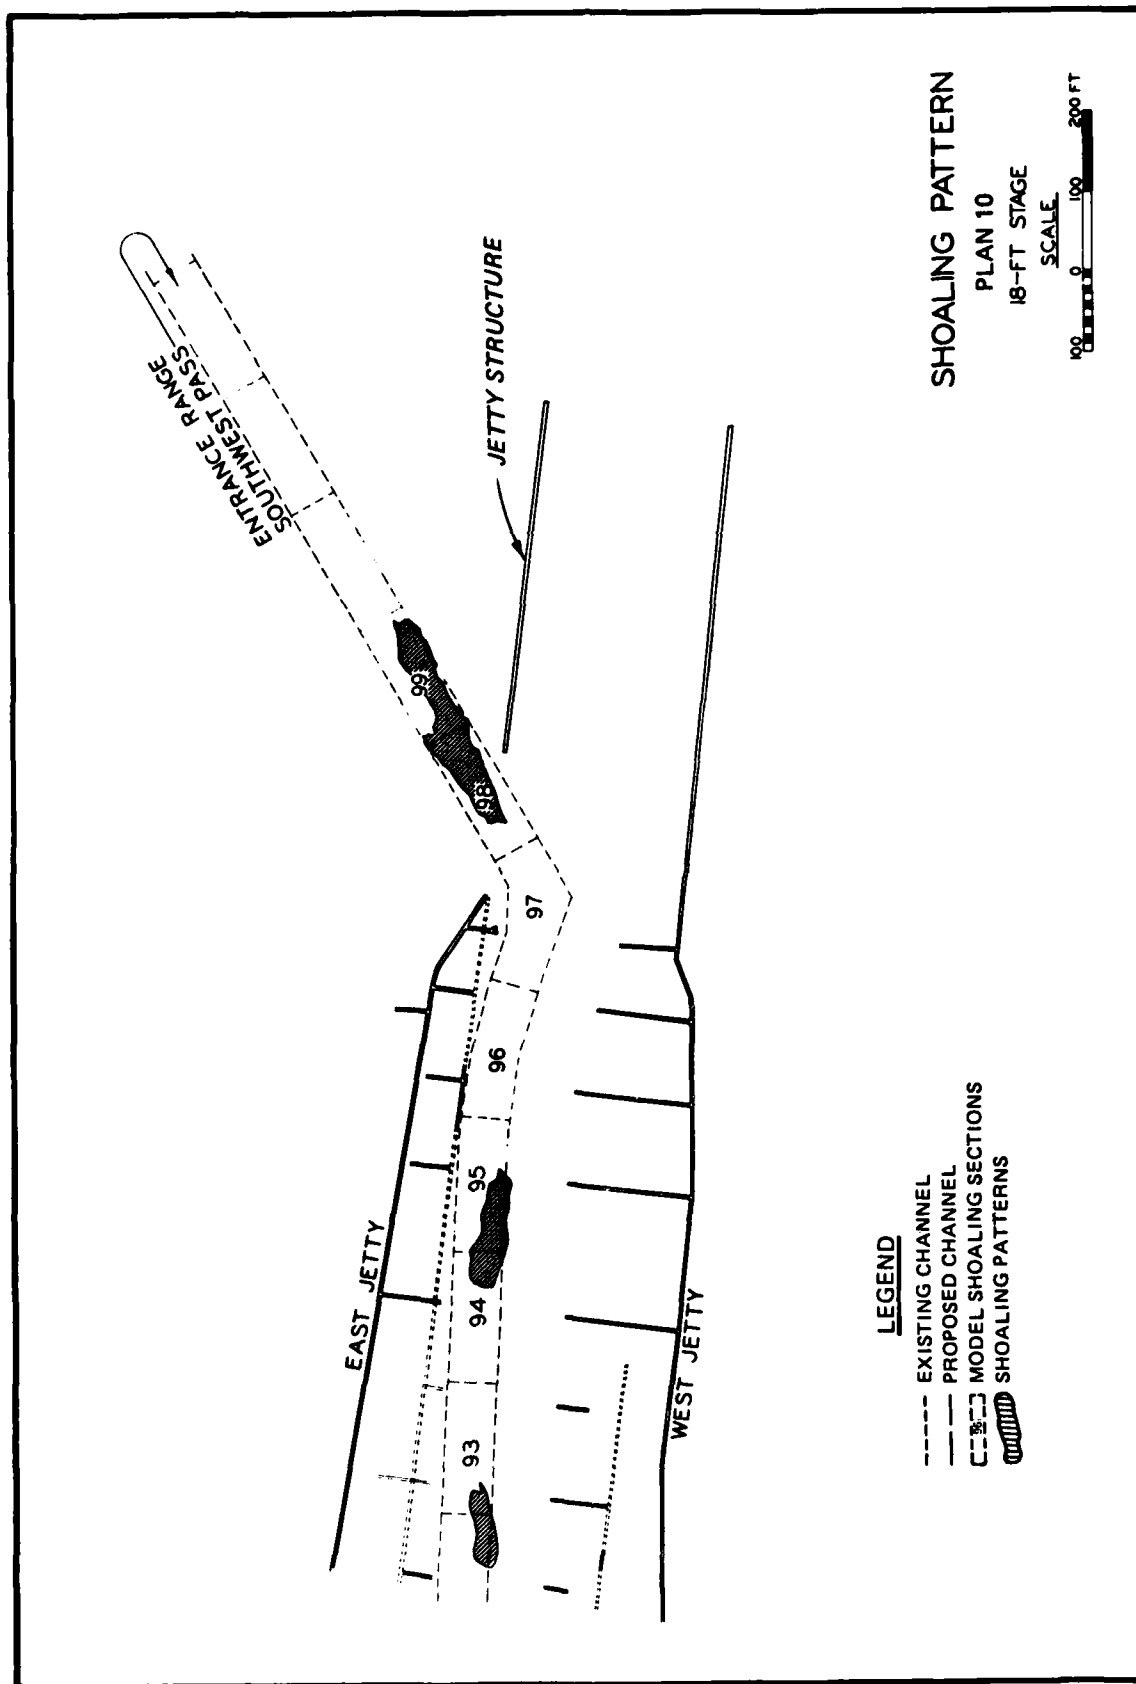 ENTRANCE RANGE
SOUTHWEST PASS
JETTY STRUCTURE
EAST JETTY
WEST JETTY
93
94
95
96
97
98
99
LEGEND
EXISTING CHANNEL
PROPOSED CHANNEL
96 MODEL SHOALING SECTIONS
SHOALING PATTERNS
SHOALING PATTERN
PLAN 10
18-FT STAGE
SCALE
100 0 100 200 FT